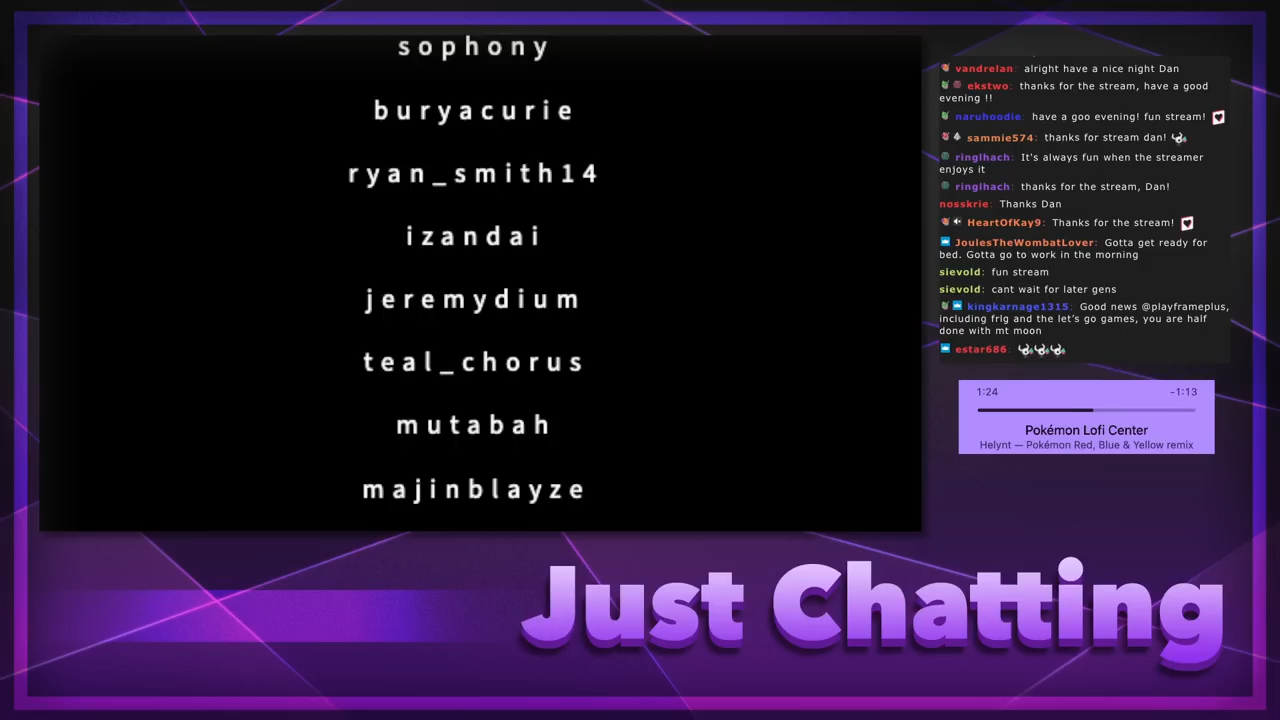 sophony
buryacurie
ryan_smith14
izandai
jeremydium
teal_chorus
mutabah
majinblayze
vandrelan: alright have a nice night Dan
ekstwo: thanks for the stream, have a good
evening !!
naruhoodie: have a goo evening! fun stream!
sammie574: thanks for stream dan!
ringlhach: It's always fun when the streamer
enjoys it
ringlhach: thanks for the stream, Dan!
nosskrie: Thanks Dan
HeartOfKay9: Thanks for the stream!
JoulesTheWombatLover: Gotta get ready for
bed. Gotta go to work in the morning
sievold: fun stream
sievold: cant wait for later gens
kingkarnage1315: Good news @playframeplus,
including frlg and the let's go games, you are half
done with mt moon
estar686:
1:24 -1:13
Pokémon Lofi Center
Helynt — Pokémon Red, Blue & Yellow remix
Just Chatting